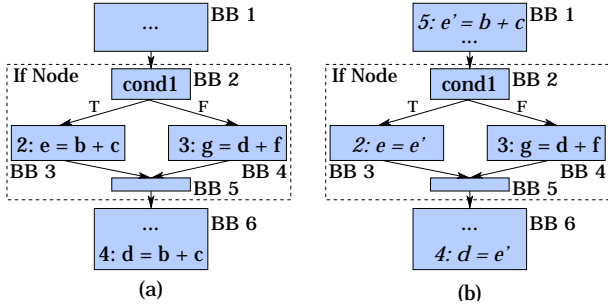 ...
BB 1
If Node
cond1
BB 2
T
F
2: e = b + c
3: g = d + f
BB 3
BB 4
BB 5
...
4: d = b + c
BB 6
(a)
5: e' = b + c
...
BB 1
If Node
cond1
BB 2
T
F
2: e = e'
3: g = d + f
BB 3
BB 4
BB 5
...
4: d = e'
BB 6
(b)